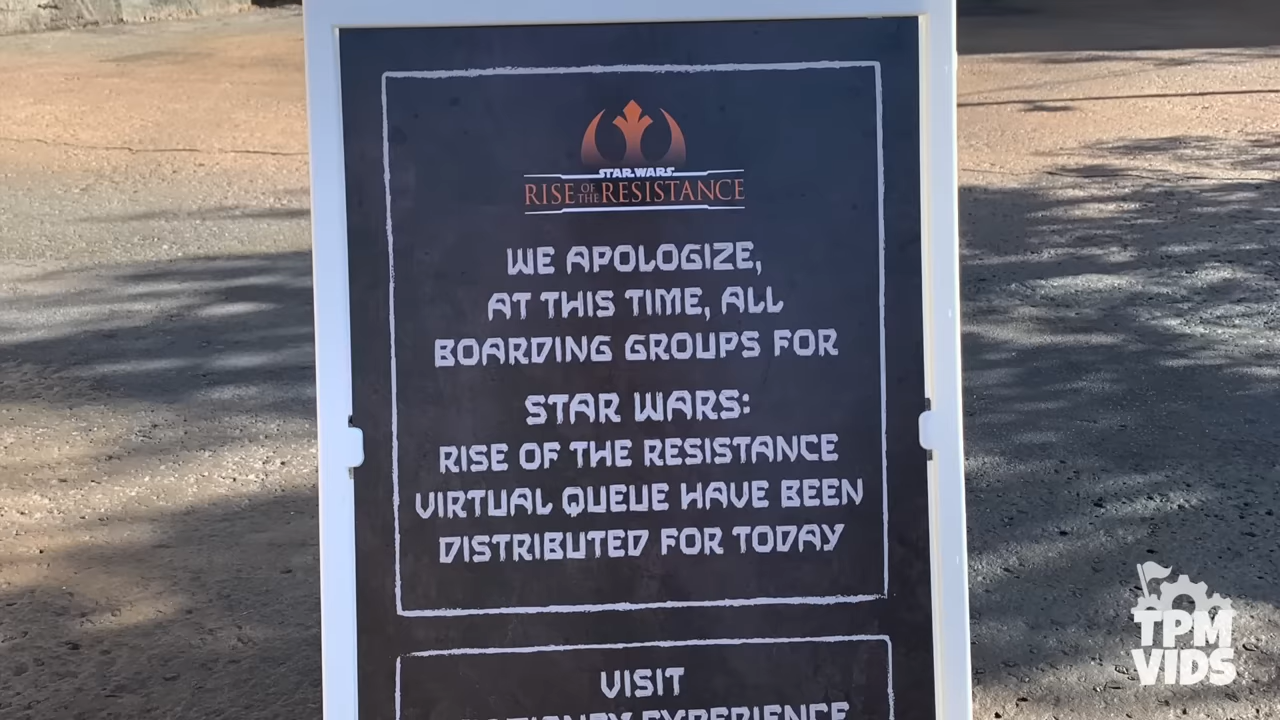 STAR WARS
RISE OF THE RESISTANCE
WE APOLOGIZE,
AT THIS TIME, ALL
BOARDING GROUPS FOR
STAR WARS:
RISE OF THE RESISTANCE
VIRTUAL QUEUE HAVE BEEN
DISTRIBUTED FOR TODAY
VISIT
EXPERIENCE
TPM
VIDS